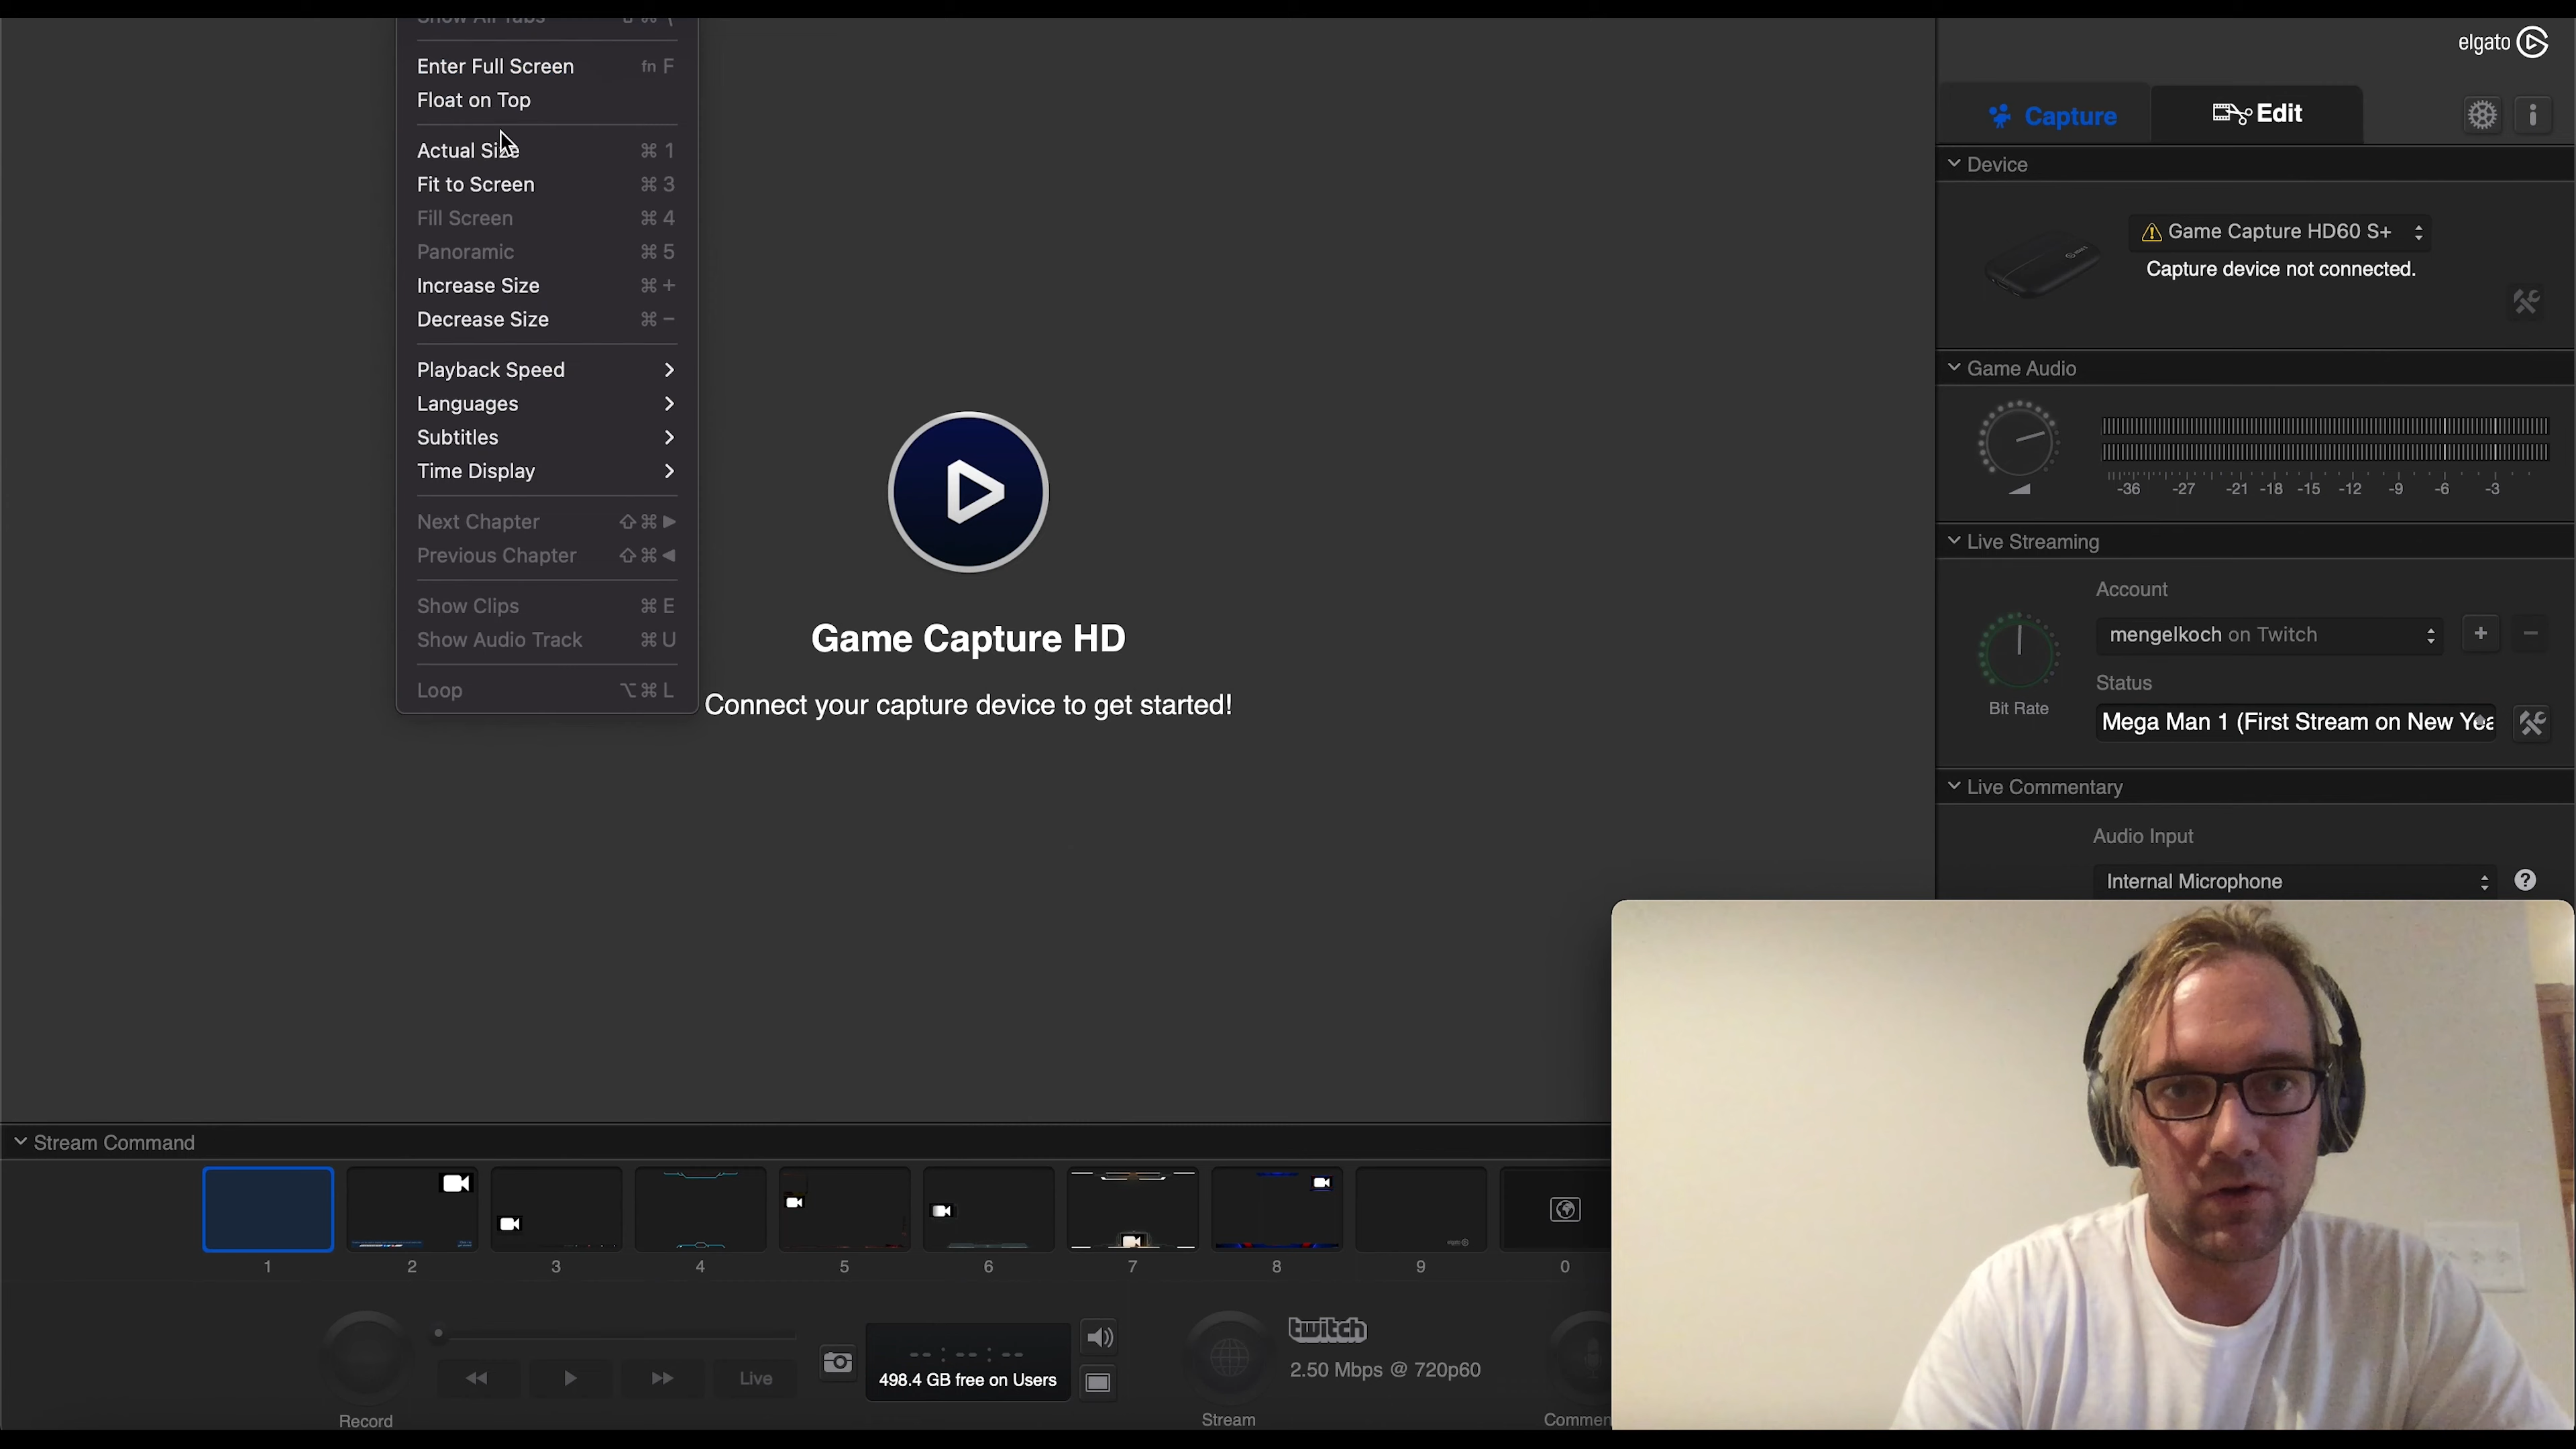 Show All Tabs
Enter Full Screen fn F
Float on Top
Actual Size ⌘ 1
Fit to Screen ⌘ 3
Fill Screen ⌘ 4
Panoramic ⌘ 5
Increase Size ⌘ +
Decrease Size ⌘ −
Playback Speed
Languages
Subtitles
Time Display
Next Chapter ⇧ ⌘ ▶
Previous Chapter ⇧ ⌘ ◀
Show Clips ⌘ E
Show Audio Track ⌘ U
Loop ⌥ ⌘ L
Game Capture HD
Connect your capture device to get started!
elgato
Capture
Edit
Device
Game Capture HD60 S+
Capture device not connected.
Game Audio
-36 -27 -21 -18 -15 -12 -9 -6 -3
Live Streaming
Account
mengelkoch on Twitch
Bit Rate
Status
Mega Man 1 (First Stream on New Yea
Live Commentary
Audio Input
Internal Microphone
Stream Command
1 2 3 4 5 6 7 8 9 0
Record
Live
-- : -- : --
498.4 GB free on Users
Stream
twitch
2.50 Mbps @ 720p60
Commen